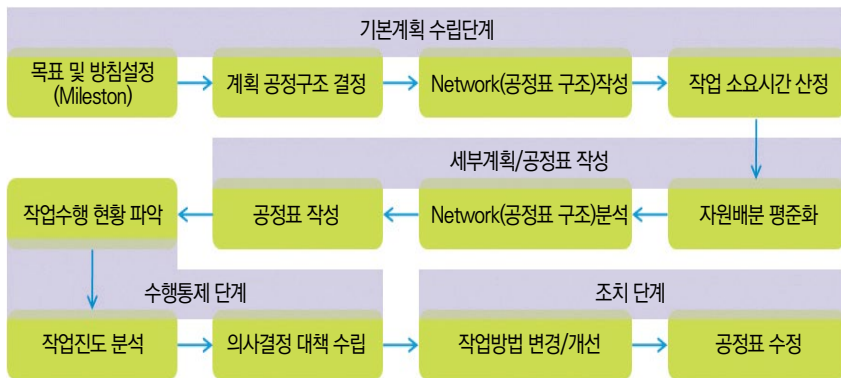 기본계획 수립단계
목표 및 방침설정
(Mileston)
계획 공정구조 결정
Network(공정표 구조)작성
작업 소요시간 산정
세부계획/공정표 작성
작업수행 현황 파악
공정표 작성
Network(공정표 구조)분석
자원배분 평준화
수행통제 단계
조치 단계
작업진도 분석
의사결정 대책 수립
작업방법 변경/개선
공정표 수정